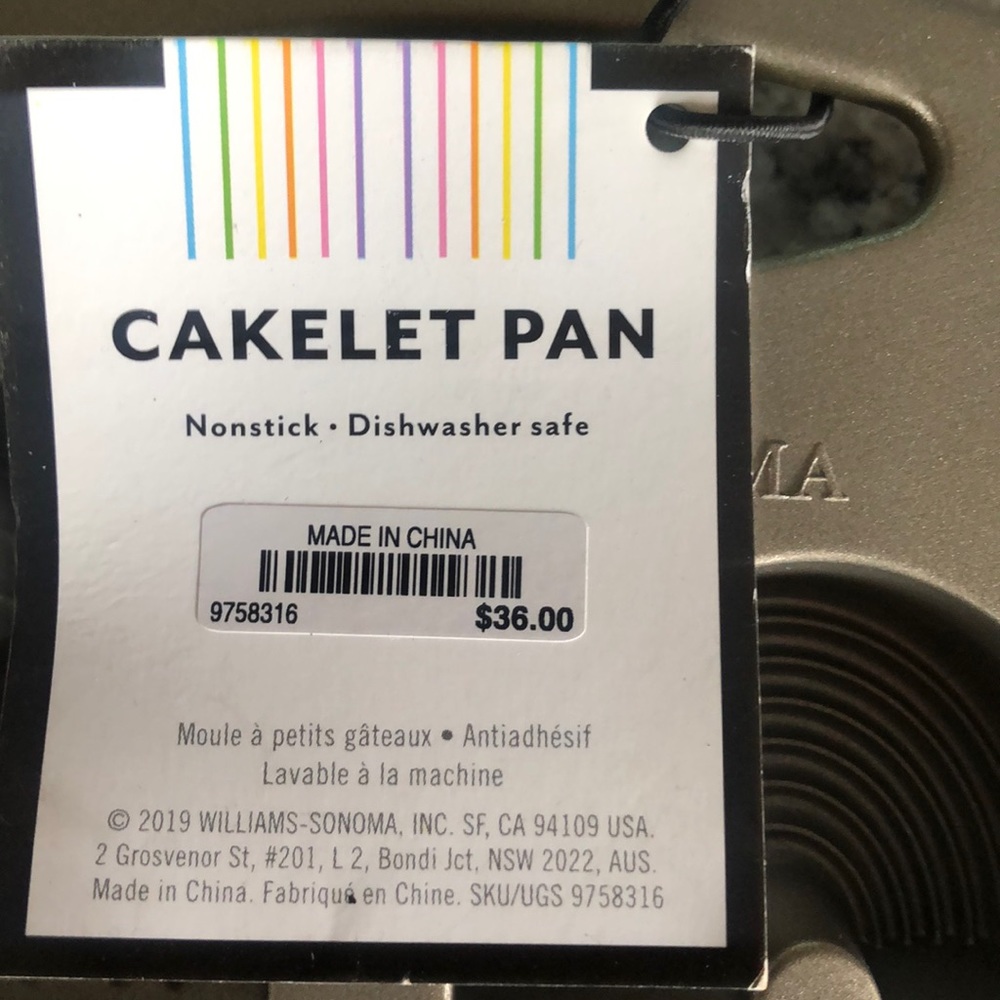 CAKELET PAN
Nonstick • Dishwasher safe
MADE IN CHINA
9758316 $36.00
Moule à petits gâteaux • Antiadhésif
Lavable à la machine
© 2019 WILLIAMS-SONOMA, INC. SF, CA 94109 USA.
2 Grosvenor St, #201, L 2, Bondi Jct, NSW 2022, AUS.
Made in China. Fabriqué en Chine. SKU/UGS 9758316